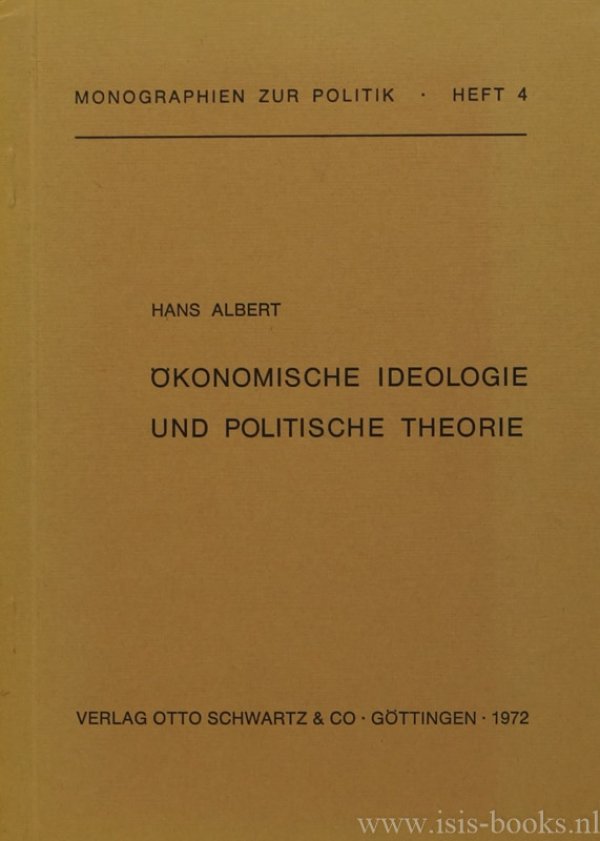 MONOGRAPHIEN ZUR POLITIK · HEFT 4
HANS ALBERT
ÖKONOMISCHE IDEOLOGIE
UND POLITISCHE THEORIE
VERLAG OTTO SCHWARTZ & CO · GÖTTINGEN · 1972
www.isis-books.nl